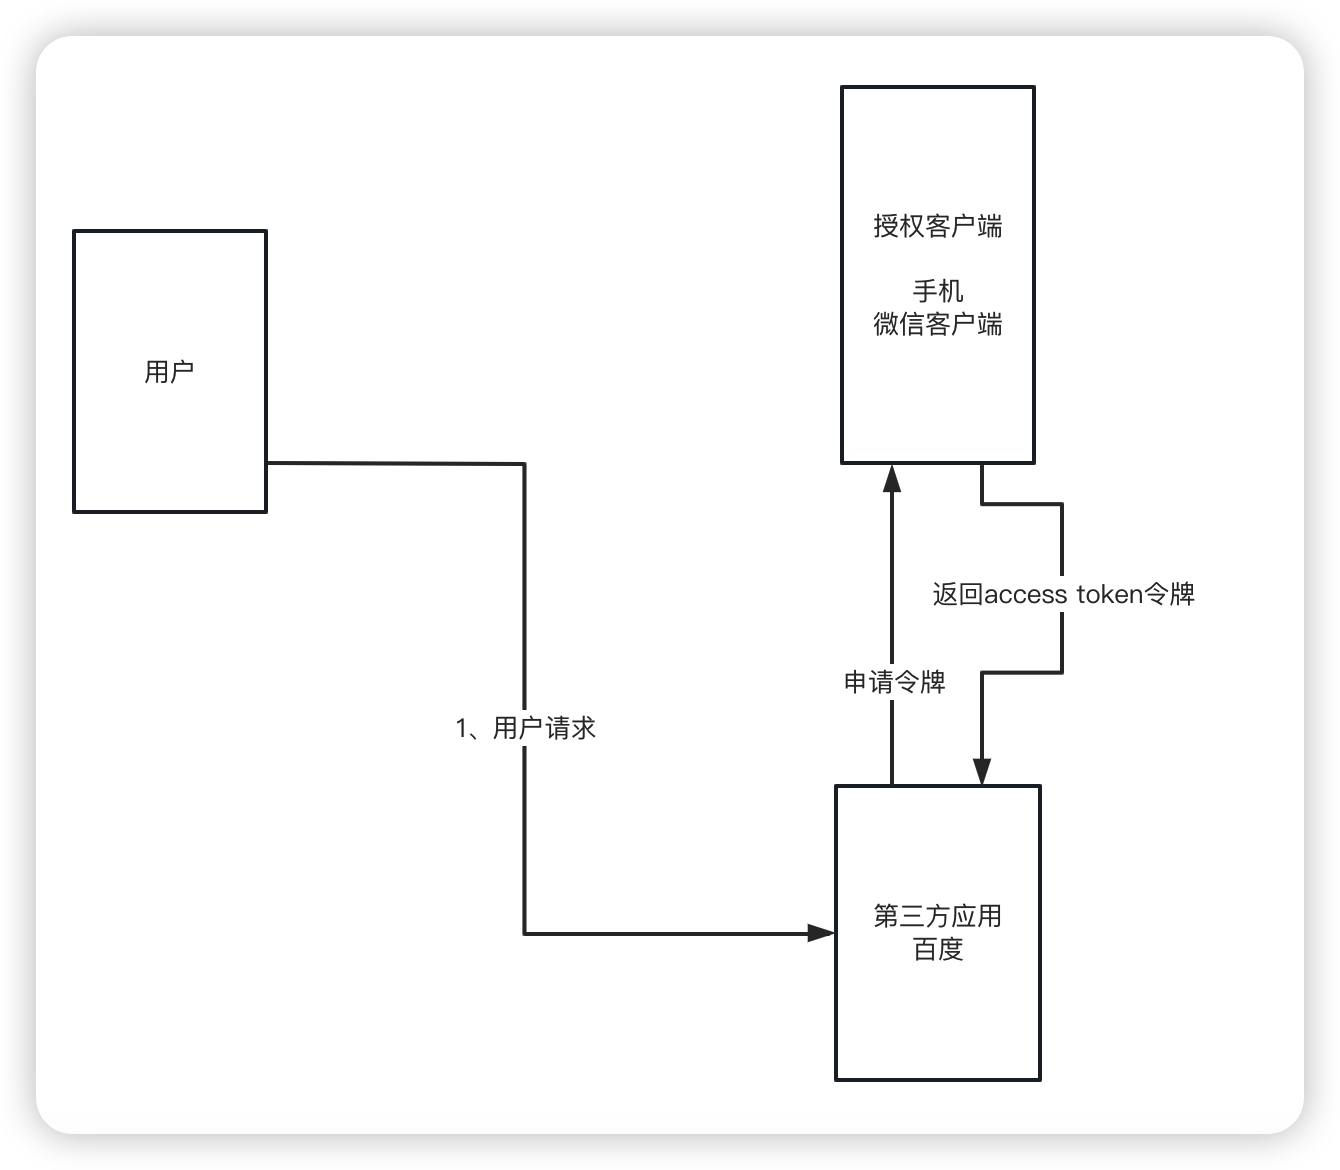 授权客户端
手机
微信客户端
用户
返回access token令牌
申请令牌
1、用户请求
第三方应用
百度